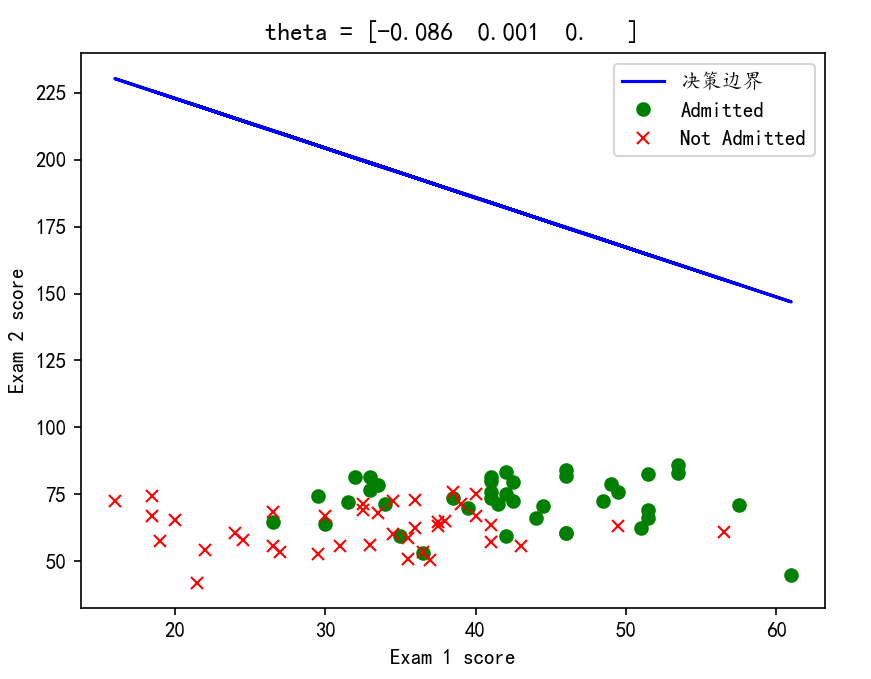 theta = [-0.086  0.001  0.   ]
决策边界
Admitted
Not Admitted
Exam 2 score
225
200
175
150
125
100
75
50
20 30 40 50 60
Exam 1 score